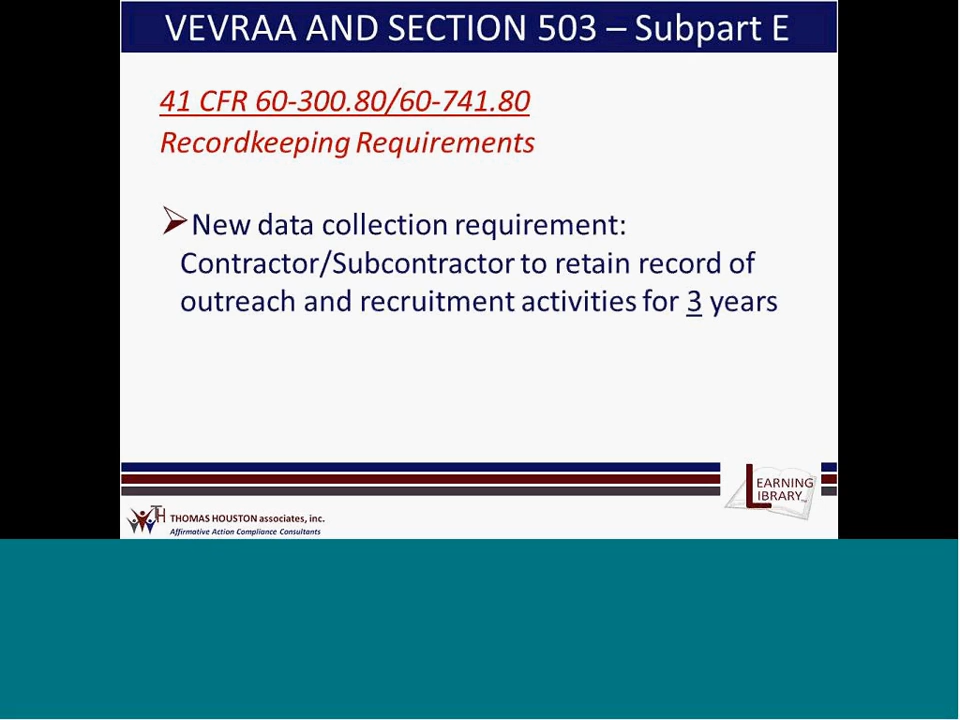 VEVRAA AND SECTION 503 – Subpart E
41 CFR 60-300.80/60-741.80
Recordkeeping Requirements
New data collection requirement:
Contractor/Subcontractor to retain record of
outreach and recruitment activities for 3 years
LEARNING
LIBRARY
TH THOMAS HOUSTON associates, inc.
Affirmative Action Compliance Consultants